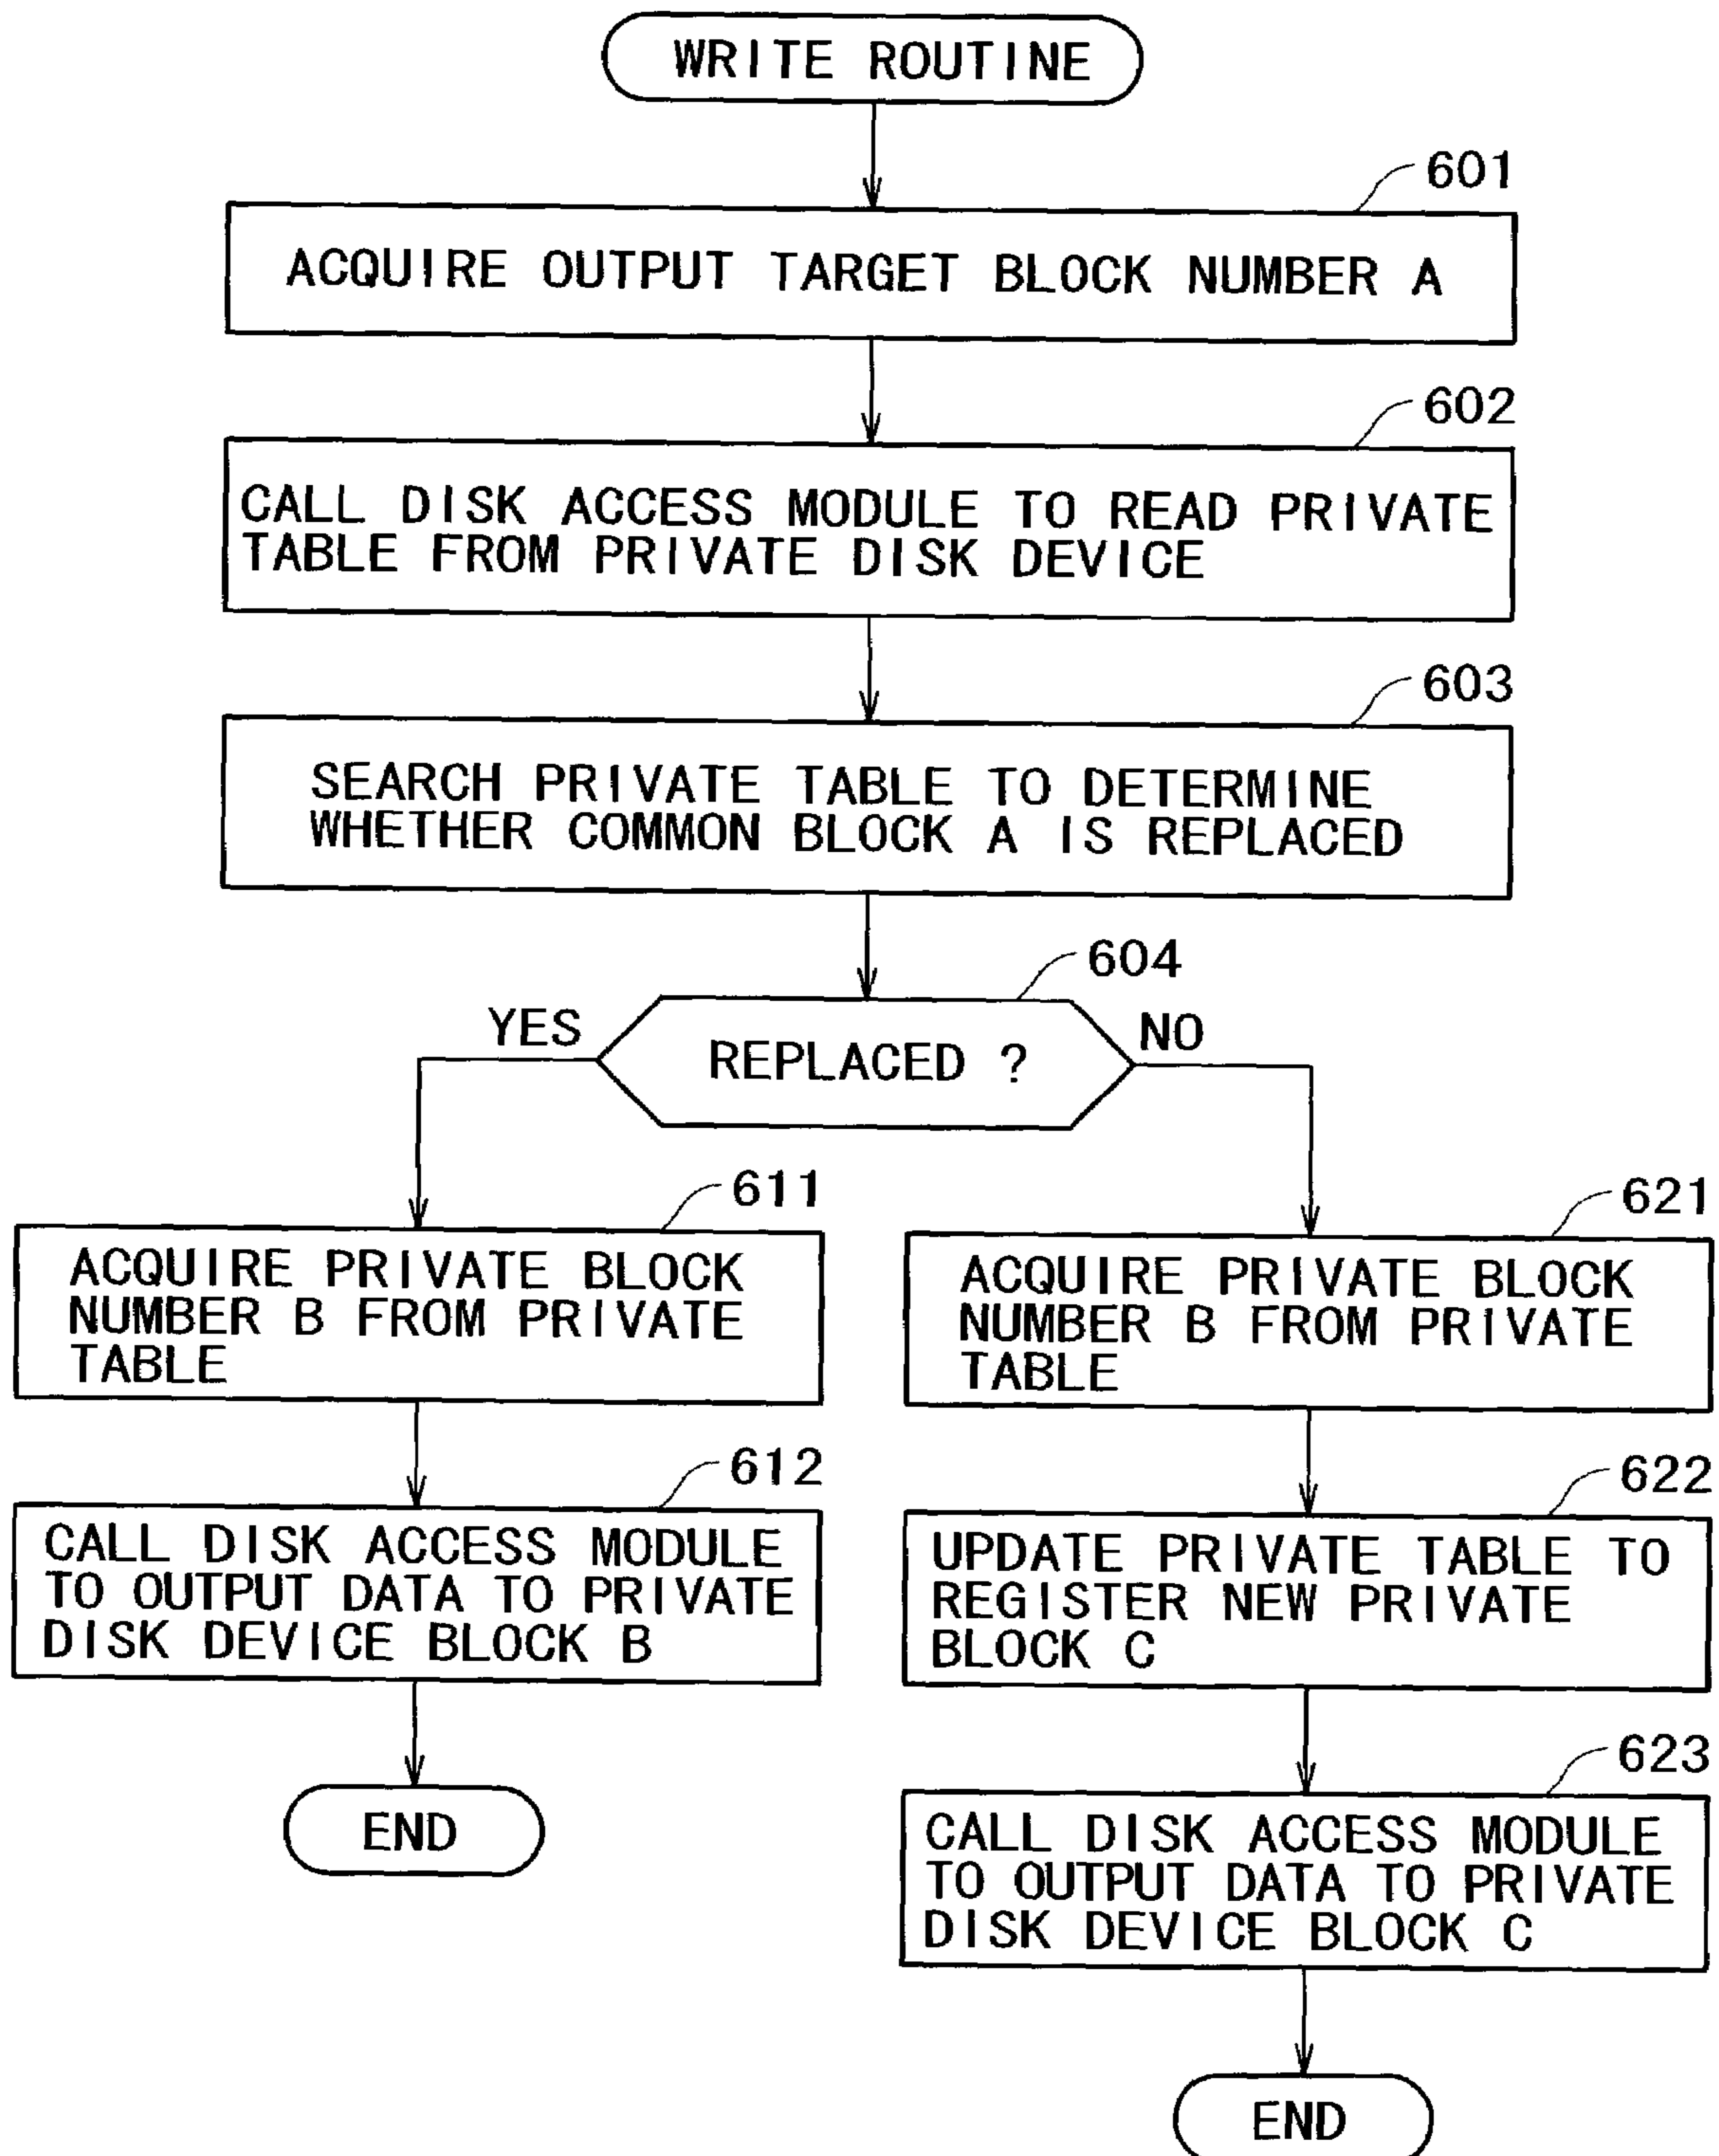 WRITE ROUTINE
601
ACQUIRE OUTPUT TARGET BLOCK NUMBER A
602
CALL DISK ACCESS MODULE TO READ PRIVATE
TABLE FROM PRIVATE DISK DEVICE
603
SEARCH PRIVATE TABLE TO DETERMINE
WHETHER COMMON BLOCK A IS REPLACED
604
YES
REPLACED ?
NO
611
ACQUIRE PRIVATE BLOCK
NUMBER B FROM PRIVATE
TABLE
621
ACQUIRE PRIVATE BLOCK
NUMBER B FROM PRIVATE
TABLE
612
CALL DISK ACCESS MODULE
TO OUTPUT DATA TO PRIVATE
DISK DEVICE BLOCK B
622
UPDATE PRIVATE TABLE TO
REGISTER NEW PRIVATE
BLOCK C
END
623
CALL DISK ACCESS MODULE
TO OUTPUT DATA TO PRIVATE
DISK DEVICE BLOCK C
END